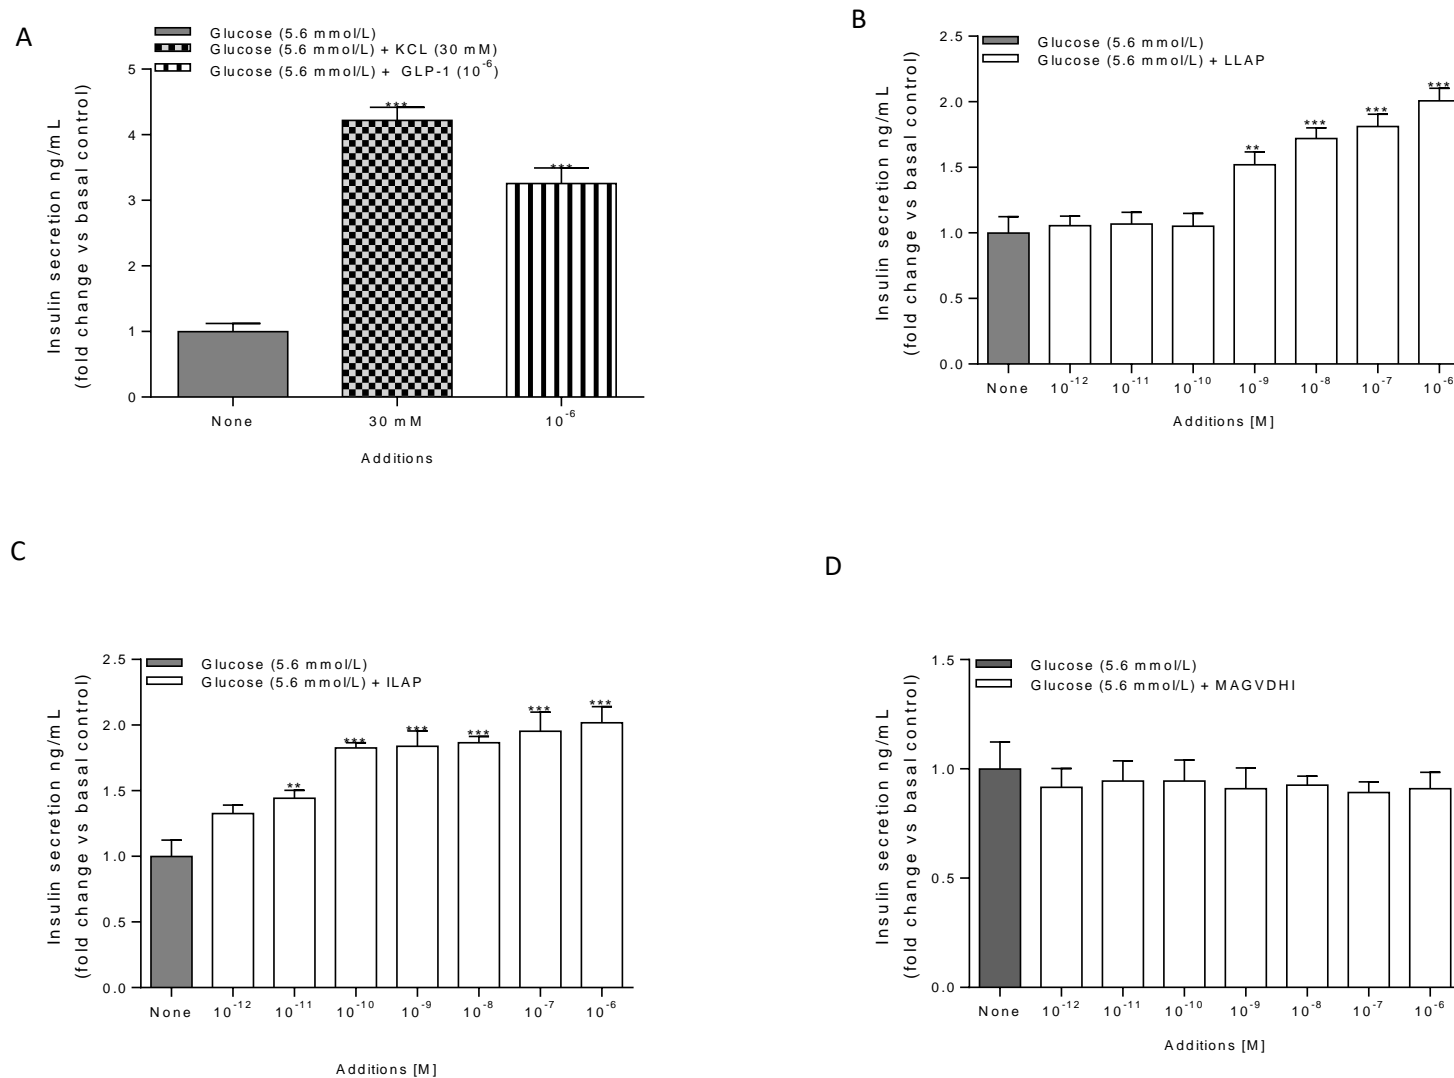 A
Glucose (5.6 mmol/L)
Glucose (5.6 mmol/L) + KCL (30 mM)
Glucose (5.6 mmol/L) + GLP-1 (10⁻⁶)
Insulin secretion ng/mL
(fold change vs basal control)
5
4
3
2
1
0
***
***
None 30 mM 10⁻⁶
Additions
B
Glucose (5.6 mmol/L)
Glucose (5.6 mmol/L) + LLAP
Insulin secretion ng/mL
(fold change vs basal control)
2.5
2.0
1.5
1.0
0.5
0.0
** *** *** ***
None 10⁻¹² 10⁻¹¹ 10⁻¹⁰ 10⁻⁹ 10⁻⁸ 10⁻⁷ 10⁻⁶
Additions [M]
C
Glucose (5.6 mmol/L)
Glucose (5.6 mmol/L) + ILAP
Insulin secretion ng/mL
(fold change vs basal control)
2.5
2.0
1.5
1.0
0.5
0.0
** *** *** *** *** ***
None 10⁻¹² 10⁻¹¹ 10⁻¹⁰ 10⁻⁹ 10⁻⁸ 10⁻⁷ 10⁻⁶
Additions [M]
D
Glucose (5.6 mmol/L)
Glucose (5.6 mmol/L) + MAGVDHI
Insulin secretion ng/mL
(fold change vs basal control)
1.5
1.0
0.5
0.0
None 10⁻¹² 10⁻¹¹ 10⁻¹⁰ 10⁻⁹ 10⁻⁸ 10⁻⁷ 10⁻⁶
Additions [M]